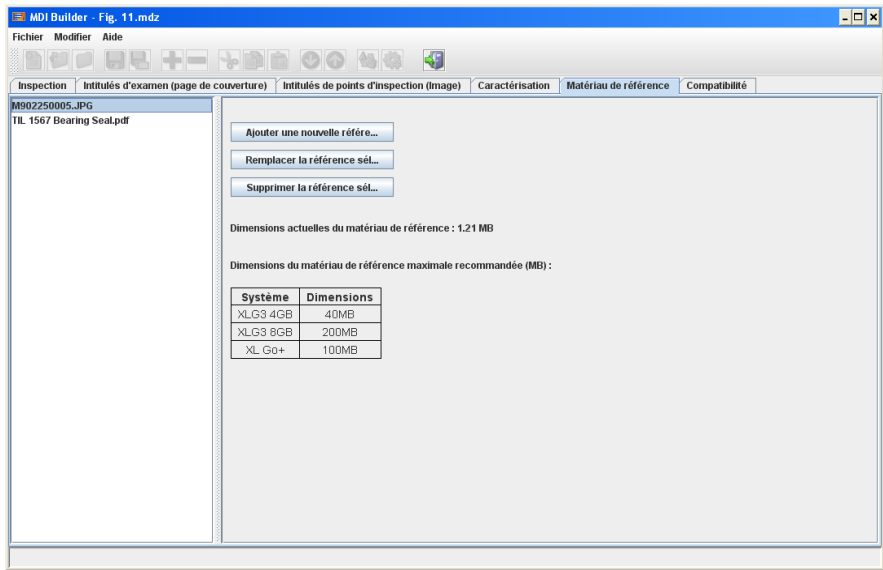 MDI Builder - Fig. 11.mdz
Fichier Modifier Aide
Inspection Intitulés d'examen (page de couverture) Intitulés de points d'inspection (Image) Caractérisation Matériau de référence Compatibilité
M902250005.JPG
TIL 1567 Bearing Seal.pdf
Ajouter une nouvelle référe...
Remplacer la référence sél...
Supprimer la référence sél...
Dimensions actuelles du matériau de référence : 1.21 MB
Dimensions du matériau de référence maximale recommandée (MB) :
Système Dimensions
XLG3 4GB 40MB
XLG3 8GB 200MB
XL Go+ 100MB